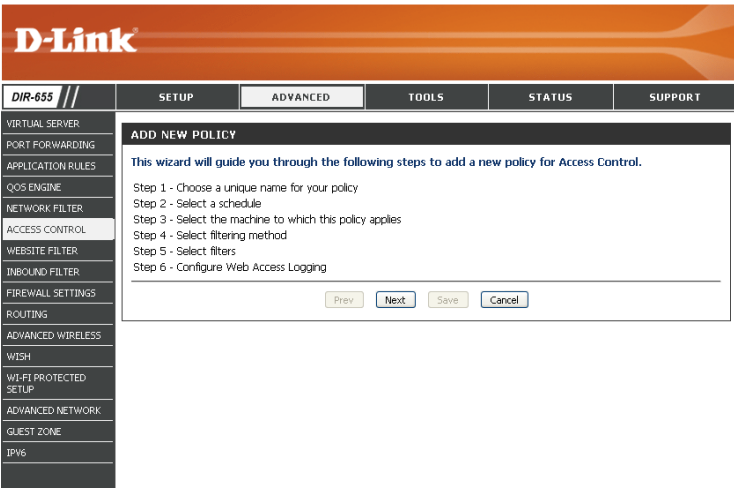 D-Link
DIR-655
SETUP
ADVANCED
TOOLS
STATUS
SUPPORT
VIRTUAL SERVER
PORT FORWARDING
APPLICATION RULES
QOS ENGINE
NETWORK FILTER
ACCESS CONTROL
WEBSITE FILTER
INBOUND FILTER
FIREWALL SETTINGS
ROUTING
ADVANCED WIRELESS
WISH
WI-FI PROTECTED
SETUP
ADVANCED NETWORK
GUEST ZONE
IPV6
ADD NEW POLICY
This wizard will guide you through the following steps to add a new policy for Access Control.
Step 1 - Choose a unique name for your policy
Step 2 - Select a schedule
Step 3 - Select the machine to which this policy applies
Step 4 - Select filtering method
Step 5 - Select filters
Step 6 - Configure Web Access Logging
Prev
Next
Save
Cancel